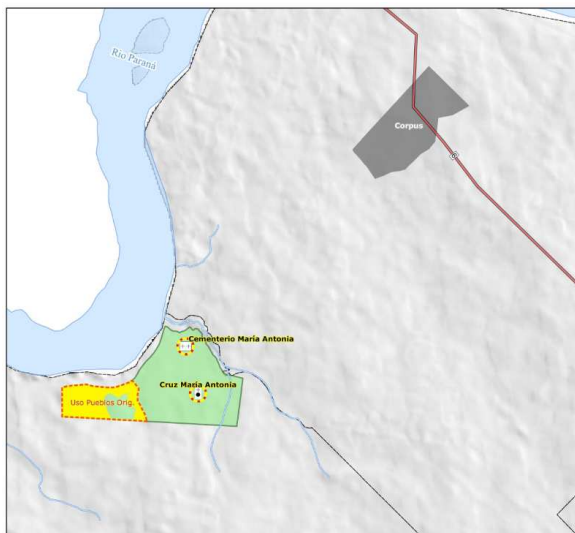 Río Paraná
Corpus
Cementerio María Antonia
Cruz María Antonia
Uso Pueblos Orig.